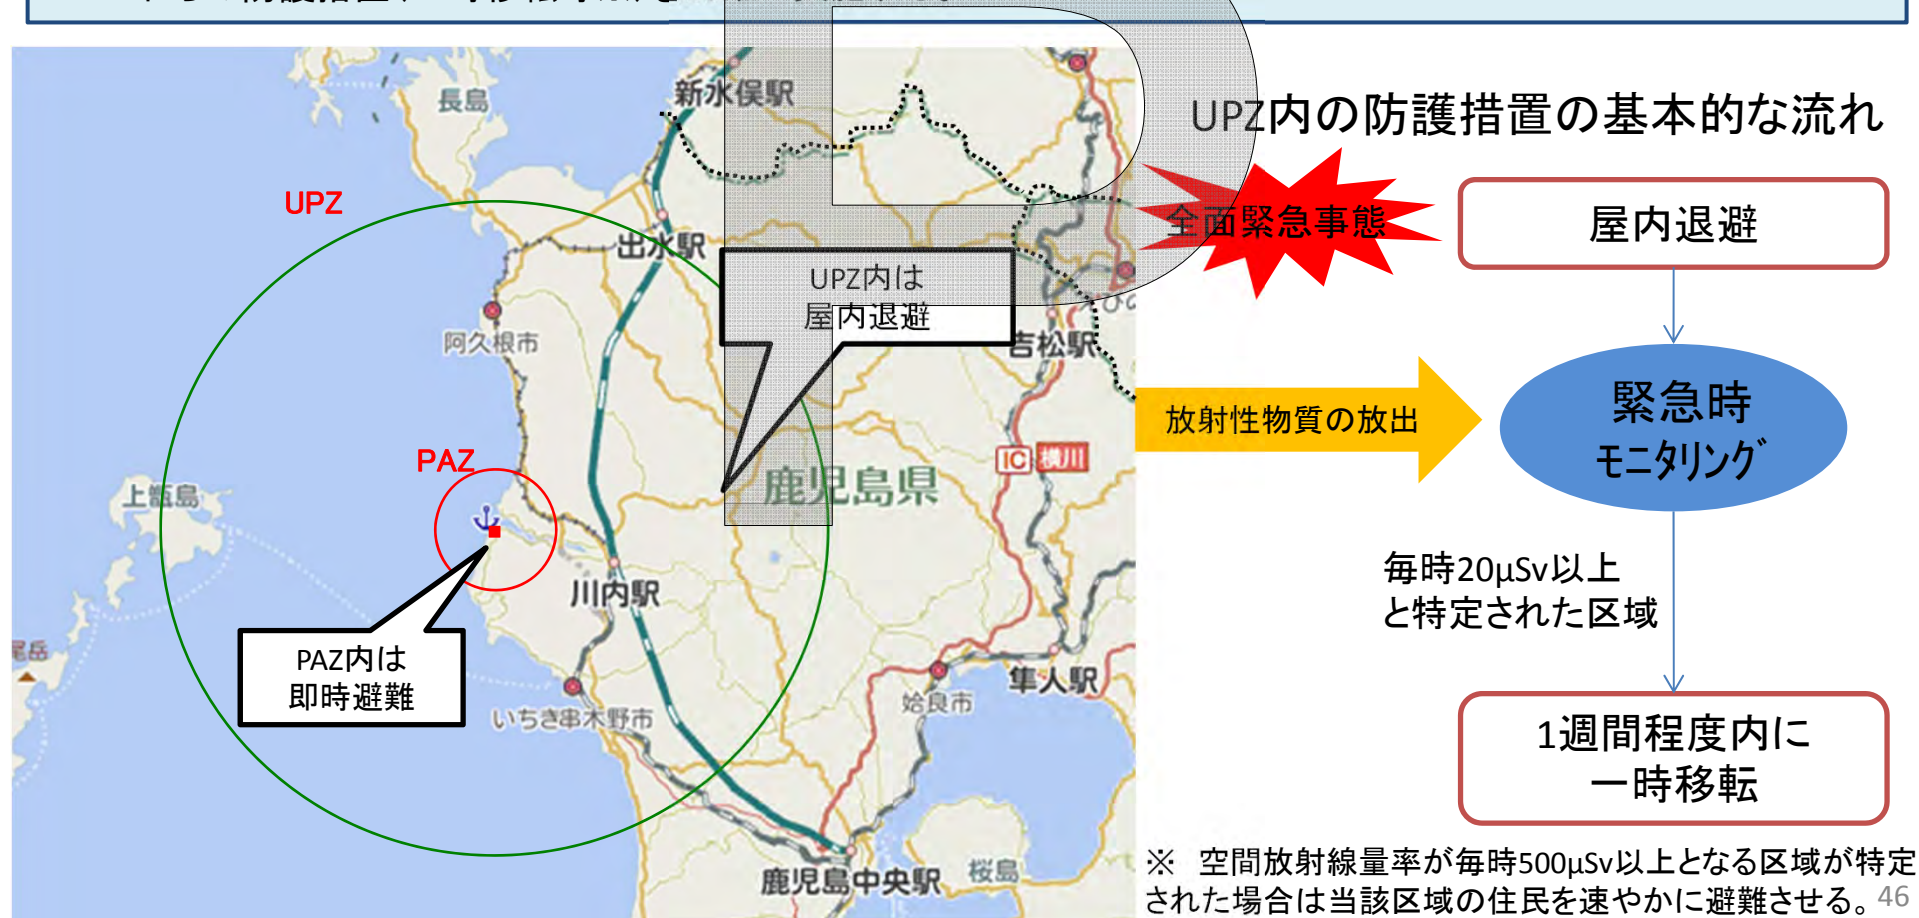 UPZ内の防護措置の基本的な流れ
長島
新水俣駅
UPZ
出水駅
全面緊急事態
屋内退避
UPZ内は
屋内退避
阿久根市
吉松駅
放射性物質の放出
緊急時
モニタリング
PAZ
IC 横川
鹿児島県
上甑島
川内駅
毎時20μSv以上
と特定された区域
PAZ内は
即時避難
尾岳
隼人駅
姶良市
いちき串木野市
1週間程度内に
一時移転
鹿児島中央駅
桜島
※ 空間放射線量率が毎時500μSv以上となる区域が特定
された場合は当該区域の住民を速やかに避難させる。
46